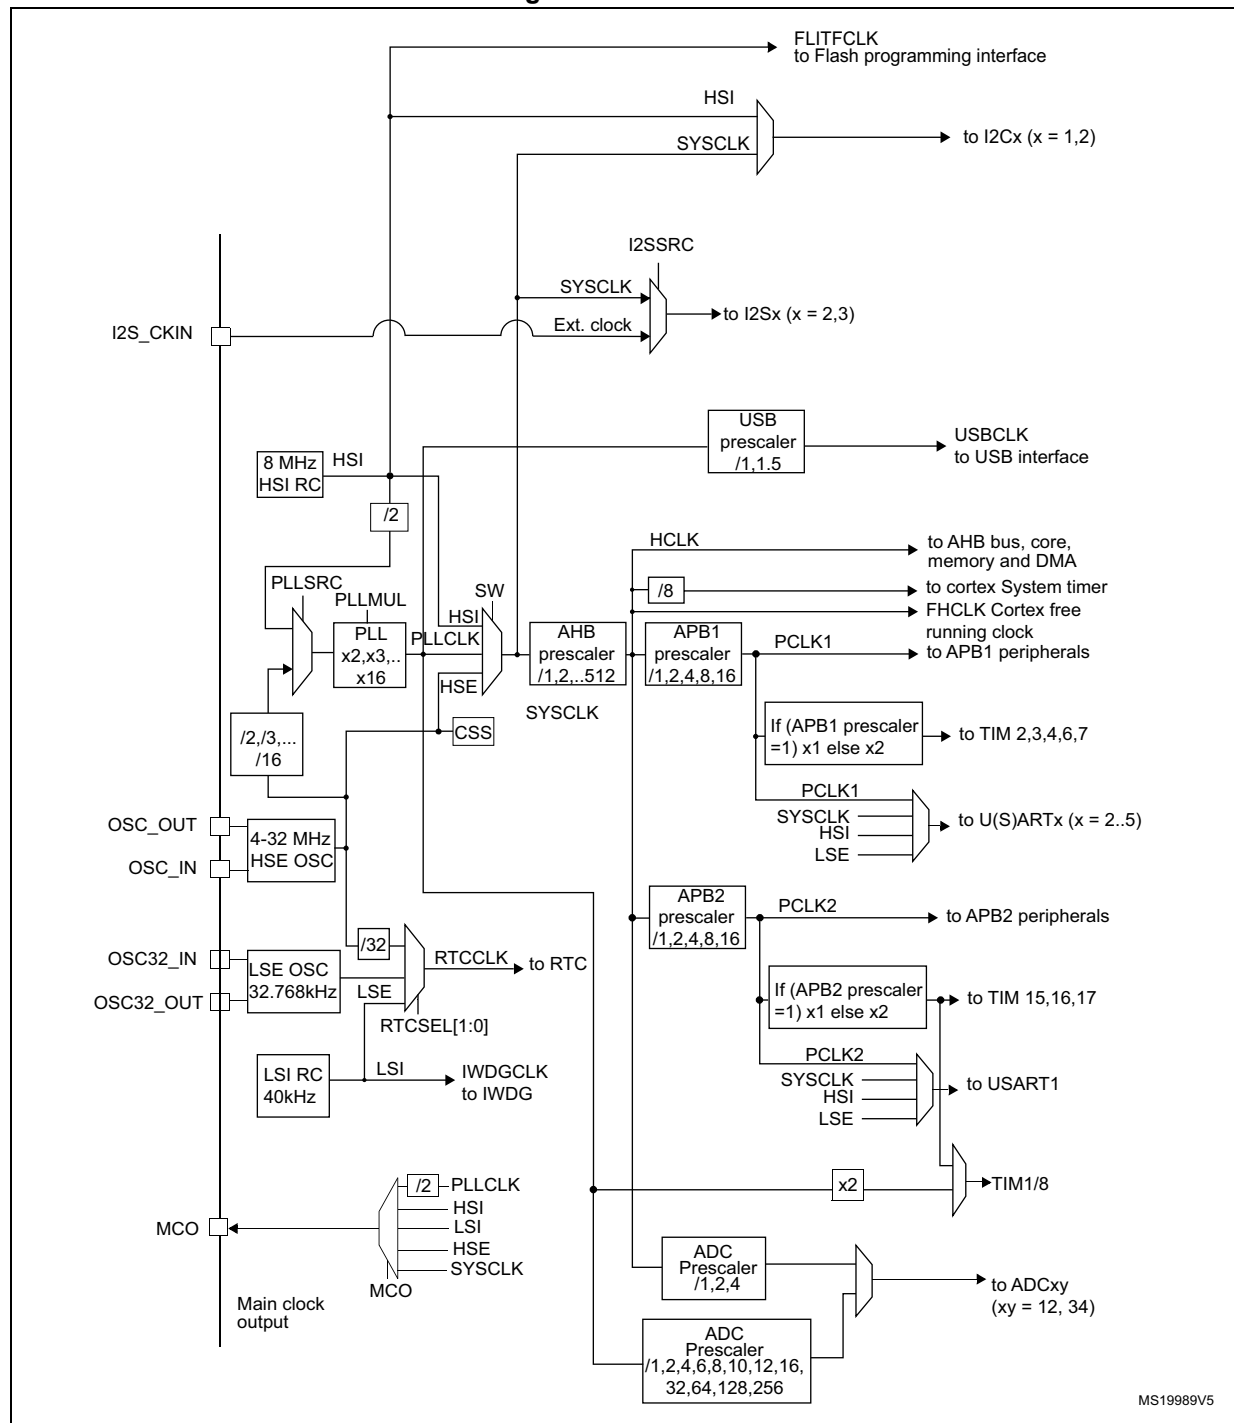 FLITFCLK
to Flash programming interface
HSI
SYSCLK
to I2Cx (x = 1,2)
I2SSRC
SYSCLK
to I2Sx (x = 2,3)
Ext. clock
I2S_CKIN
USB
prescaler
/1,1.5
USBCLK
to USB interface
8 MHz
HSI RC
HSI
/2
HCLK
to AHB bus, core,
memory and DMA
/8
to cortex System timer
FHCLK Cortex free
running clock
PLLSRC
PLLMUL
SW
PLL
x2,x3,..
x16
HSI
PLLCLK
HSE
AHB
prescaler
/1,2,..512
APB1
prescaler
/1,2,4,8,16
PCLK1
to APB1 peripherals
SYSCLK
/2,/3,...
/16
CSS
If (APB1 prescaler
=1) x1 else x2
to TIM 2,3,4,6,7
PCLK1
SYSCLK
HSI
LSE
to U(S)ARTx (x = 2..5)
OSC_OUT
OSC_IN
4-32 MHz
HSE OSC
APB2
prescaler
/1,2,4,8,16
PCLK2
to APB2 peripherals
/32
OSC32_IN
OSC32_OUT
LSE OSC
32.768kHz
LSE
RTCCLK
to RTC
RTCSEL[1:0]
If (APB2 prescaler
=1) x1 else x2
to TIM 15,16,17
LSI RC
40kHz
LSI
IWDGCLK
to IWDG
PCLK2
SYSCLK
HSI
LSE
to USART1
x2
TIM1/8
MCO
/2
PLLCLK
HSI
LSI
HSE
SYSCLK
MCO
Main clock
output
ADC
Prescaler
/1,2,4
to ADCxy
(xy = 12, 34)
ADC
Prescaler
/1,2,4,6,8,10,12,16,
32,64,128,256
MS19989V5